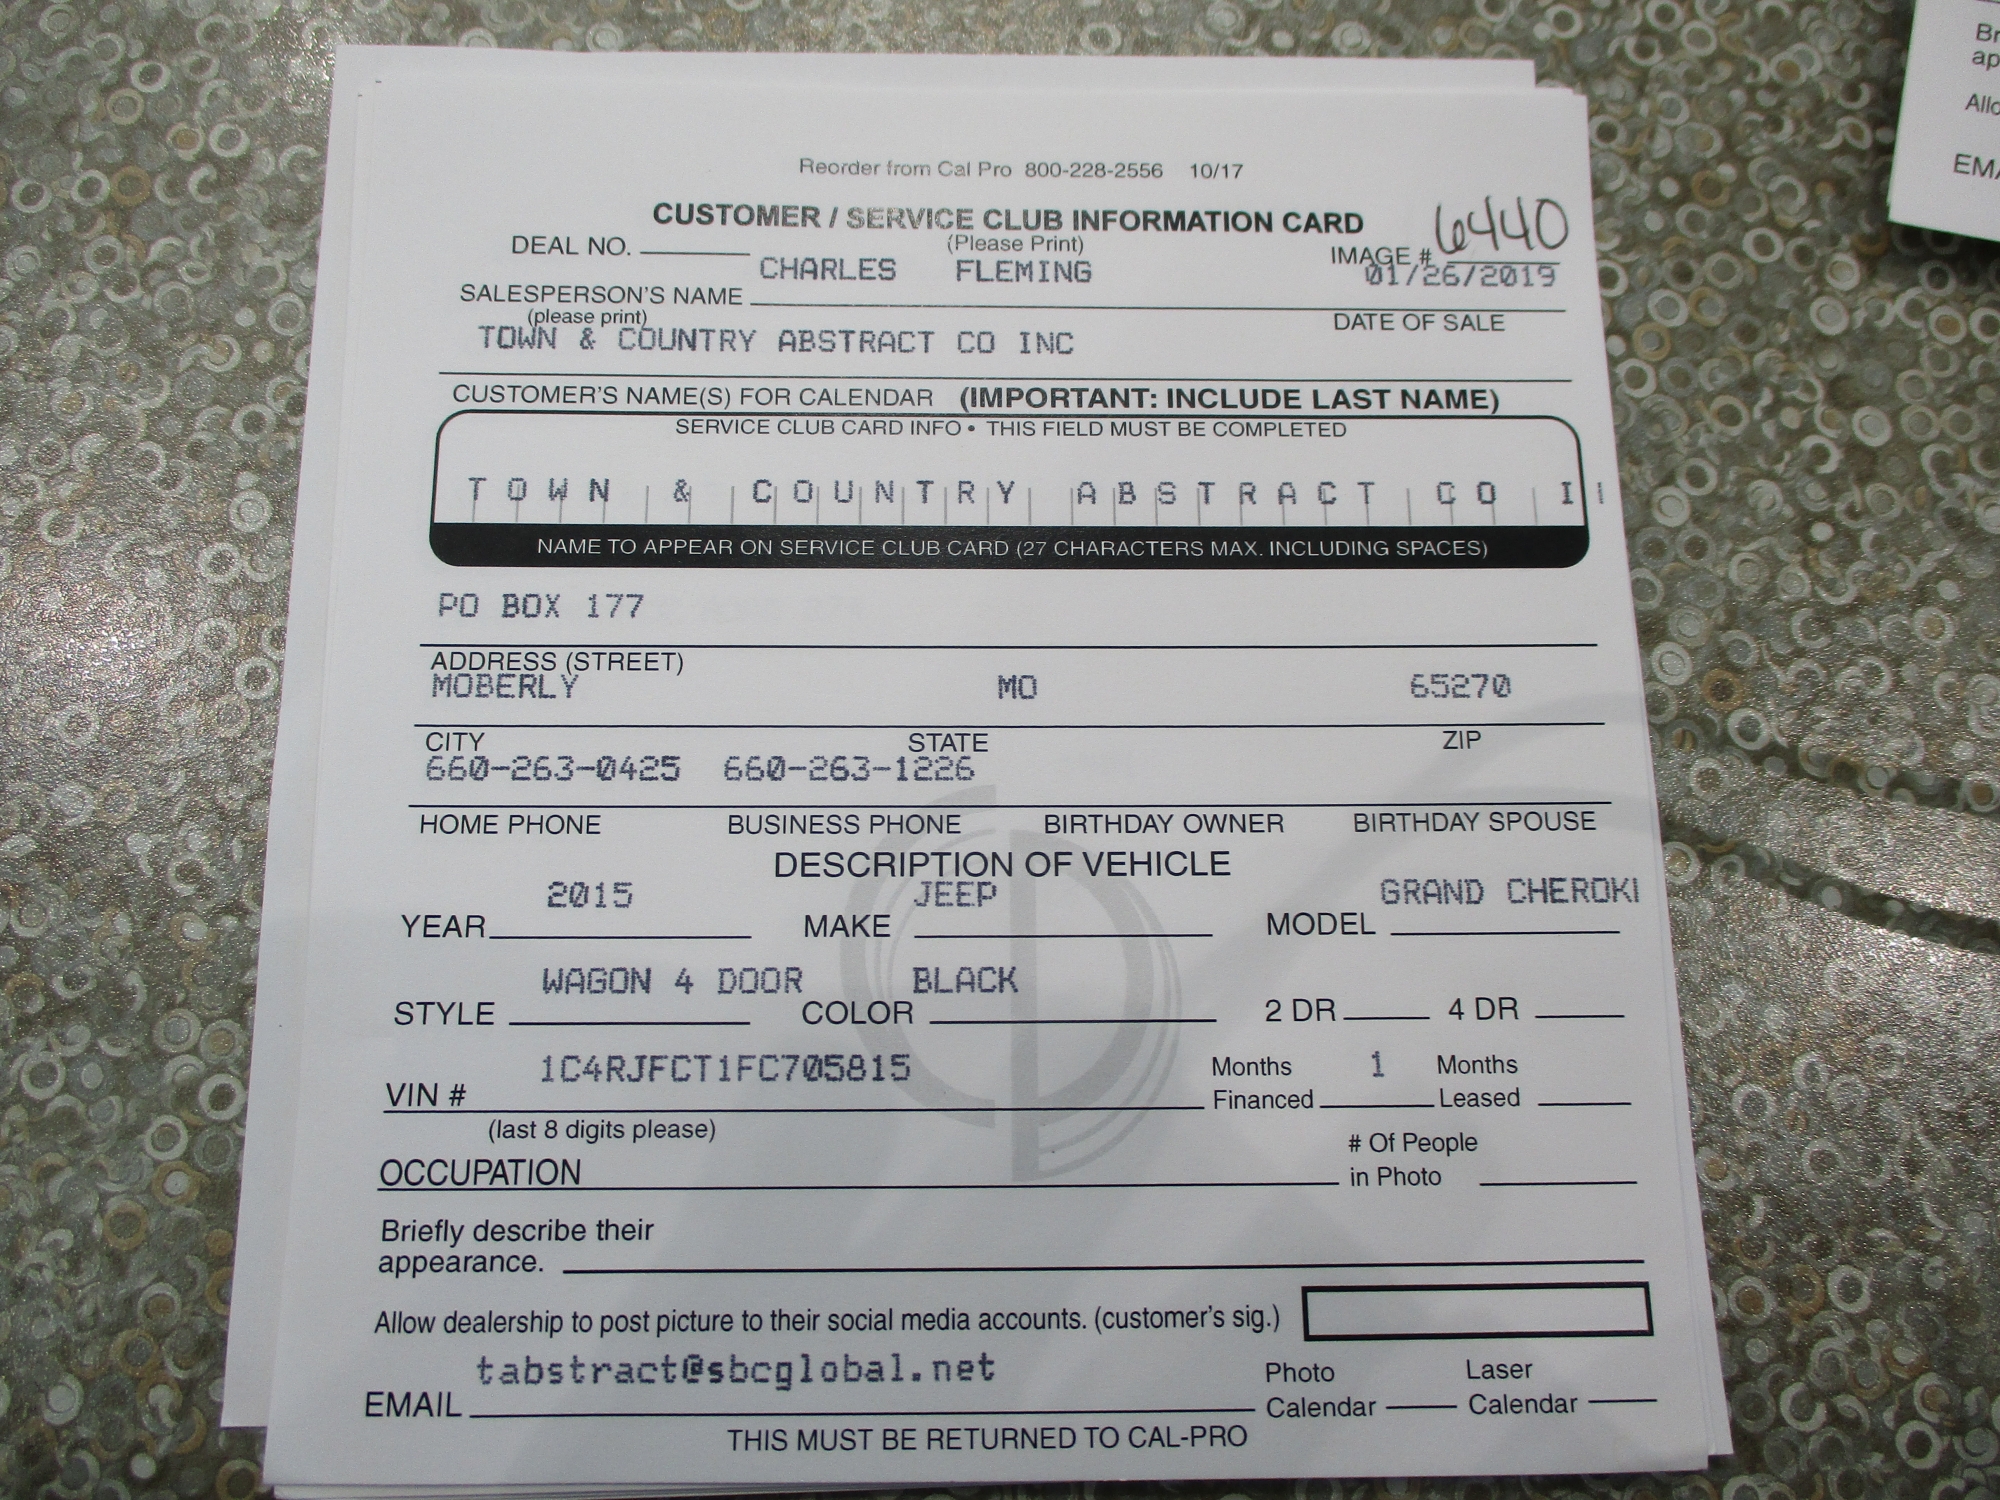 Reorder from Cal Pro 800-228-2556 10/17
CUSTOMER / SERVICE CLUB INFORMATION CARD
(Please Print)
DEAL NO.
IMAGE # 6440
CHARLES FLEMING 01/26/2019
SALESPERSON'S NAME
(please print)
DATE OF SALE
TOWN & COUNTRY ABSTRACT CO INC
CUSTOMER'S NAME(S) FOR CALENDAR (IMPORTANT: INCLUDE LAST NAME)
SERVICE CLUB CARD INFO • THIS FIELD MUST BE COMPLETED
TOWN & COUNTRY ABSTRACT CO I
NAME TO APPEAR ON SERVICE CLUB CARD (27 CHARACTERS MAX. INCLUDING SPACES)
PO BOX 177
ADDRESS (STREET)
MOBERLY MO 65270
CITY STATE ZIP
660-263-0425 660-263-1226
HOME PHONE BUSINESS PHONE BIRTHDAY OWNER BIRTHDAY SPOUSE
DESCRIPTION OF VEHICLE
2015 JEEP GRAND CHEROKI
YEAR MAKE MODEL
WAGON 4 DOOR BLACK
STYLE COLOR 2 DR 4 DR
1C4RJFCT1FC705815
VIN #
(last 8 digits please)
Months 1 Months
Financed Leased
OCCUPATION
# Of People
in Photo
Briefly describe their
appearance.
Allow dealership to post picture to their social media accounts. (customer's sig.)
tabstract@sbcglobal.net
EMAIL
Photo Laser
Calendar Calendar
THIS MUST BE RETURNED TO CAL-PRO